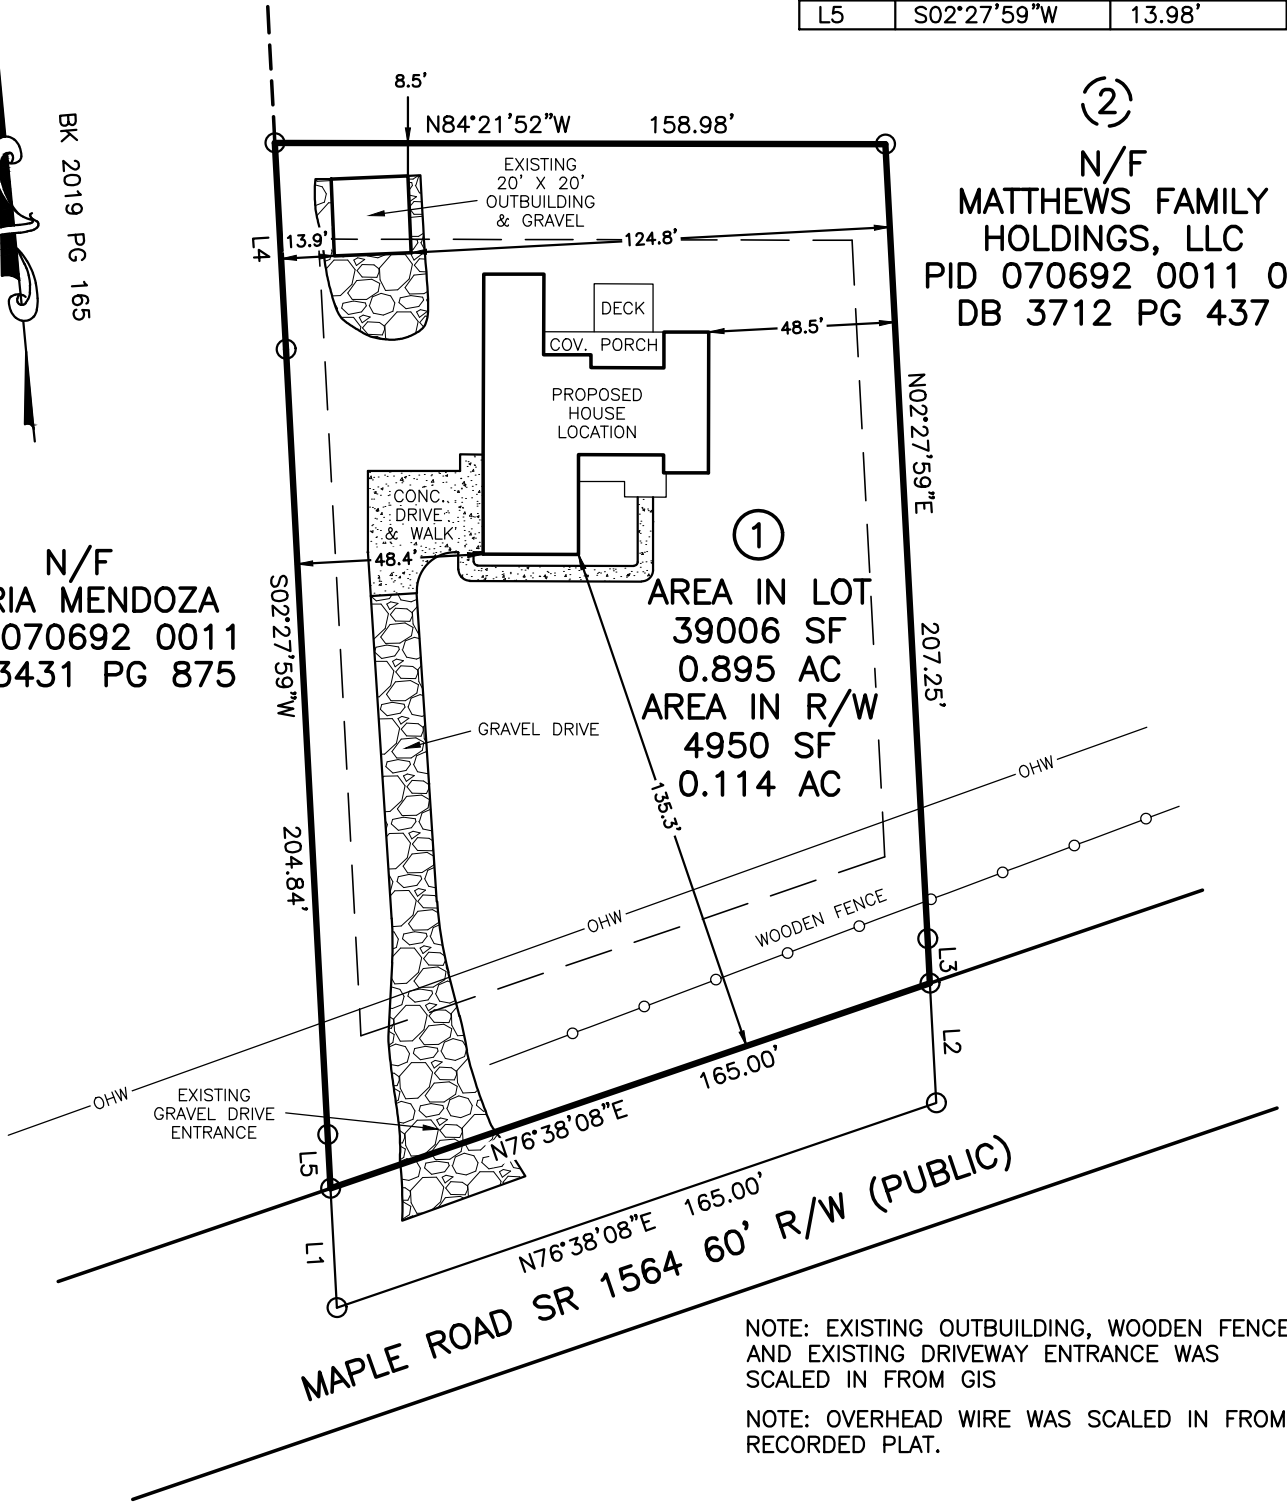 L5 S02°27'59"W 13.98'
8.5'
N84°21'52"W 158.98'
BK 2019 PG 165
EXISTING
20' X 20'
OUTBUILDING
& GRAVEL
2
N/F
MATTHEWS FAMILY
HOLDINGS, LLC
PID 070692 0011
DB 3712 PG 437
L4
13.9'
124.8'
DECK
COV. PORCH
48.5'
PROPOSED
HOUSE
LOCATION
N02°27'59"E
207.25'
CONC.
DRIVE
& WALK
48.4'
1
AREA IN LOT
39006 SF
0.895 AC
AREA IN R/W
4950 SF
0.114 AC
N/F
MENDOZA
070692 0011
3431 PG 875
S02°27'59"W
204.84'
GRAVEL DRIVE
135.3'
OHW
OHW
OHW
WOODEN FENCE
L3
L2
165.00'
N76°38'08"E
EXISTING
GRAVEL DRIVE
ENTRANCE
L5
L1
N76°38'08"E 165.00'
MAPLE ROAD SR 1564 60' R/W (PUBLIC)
NOTE: EXISTING OUTBUILDING, WOODEN FENCE
AND EXISTING DRIVEWAY ENTRANCE WAS
SCALED IN FROM GIS
NOTE: OVERHEAD WIRE WAS SCALED IN FROM
RECORDED PLAT.